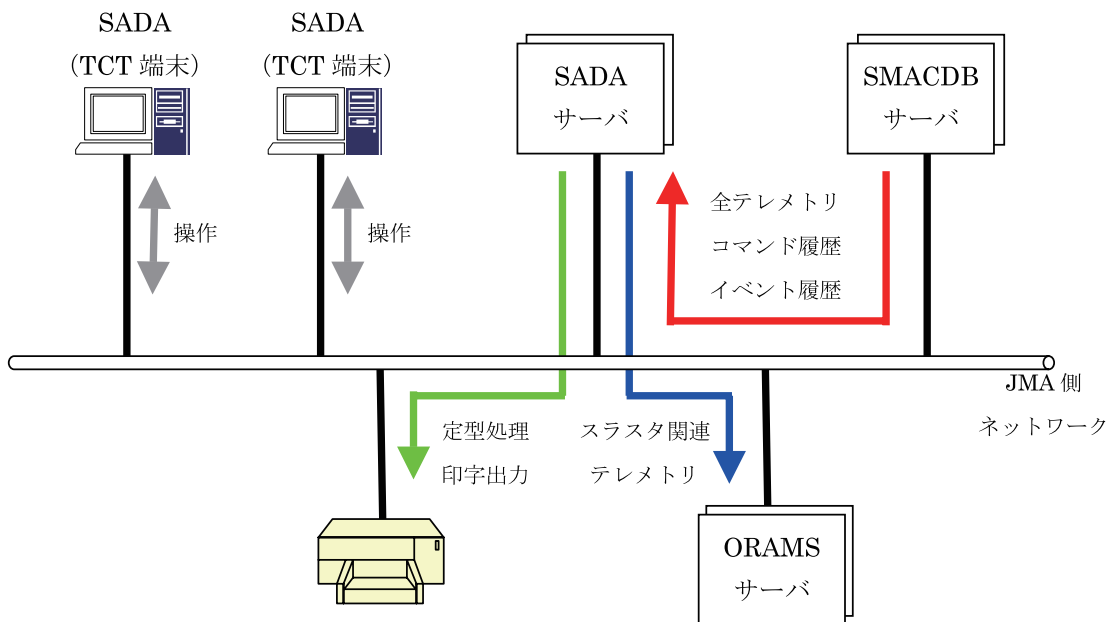 SADA
（TCT 端末）
SADA
（TCT 端末）
SADA
サーバ
SMACDB
サーバ
操作
操作
全テレメトリ
コマンド履歴
イベント履歴
JMA 側
ネットワーク
定型処理
印字出力
スラスタ関連
テレメトリ
ORAMS
サーバ